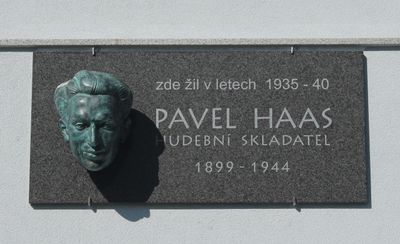 zde žil v letech 1935 - 40
PAVEL HAAS
HUDEBNÍ SKLADATEL
1899 - 1944